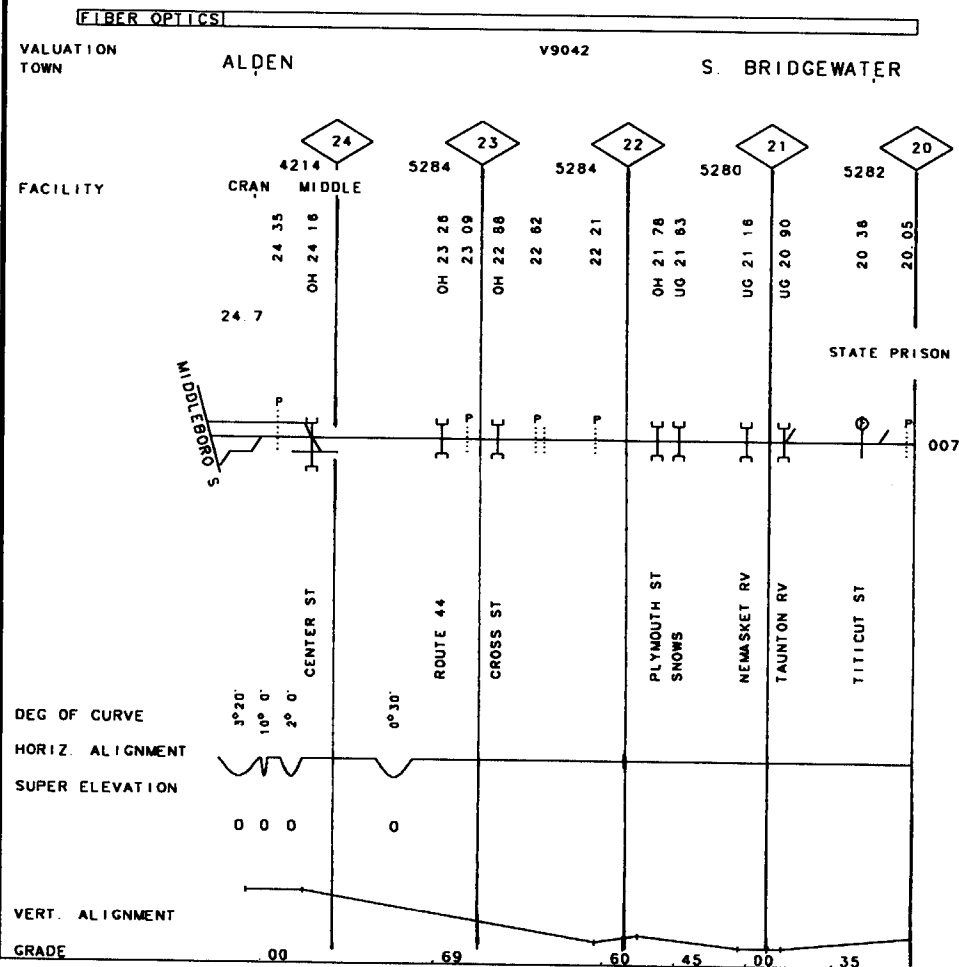 FIBER OPTICS
VALUATION V9042
TOWN ALDEN S. BRIDGEWATER
24 23 22 21 20
4214 5284 5284 5280 5282
FACILITY CRAN MIDDLE
24 35
OH 24 16
OH 23 26
23 09
OH 22 88
22 62
22 21
OH 21 78
UG 21 63
UG 21 16
UG 20 90
20 36
20.05
24.7
STATE PRISON
MIDDLEBORO S
P P P P P
007
CENTER ST
ROUTE 44
CROSS ST
PLYMOUTH ST
SNOWS
NEMASKET RV
TAUNTON RV
TITICUT ST
DEG OF CURVE 3°20' 10° 0' 2° 0' 0°30'
HORIZ. ALIGNMENT
SUPER ELEVATION
0 0 0 0
VERT. ALIGNMENT
GRADE .00 .69 .60 .45 .00 .35